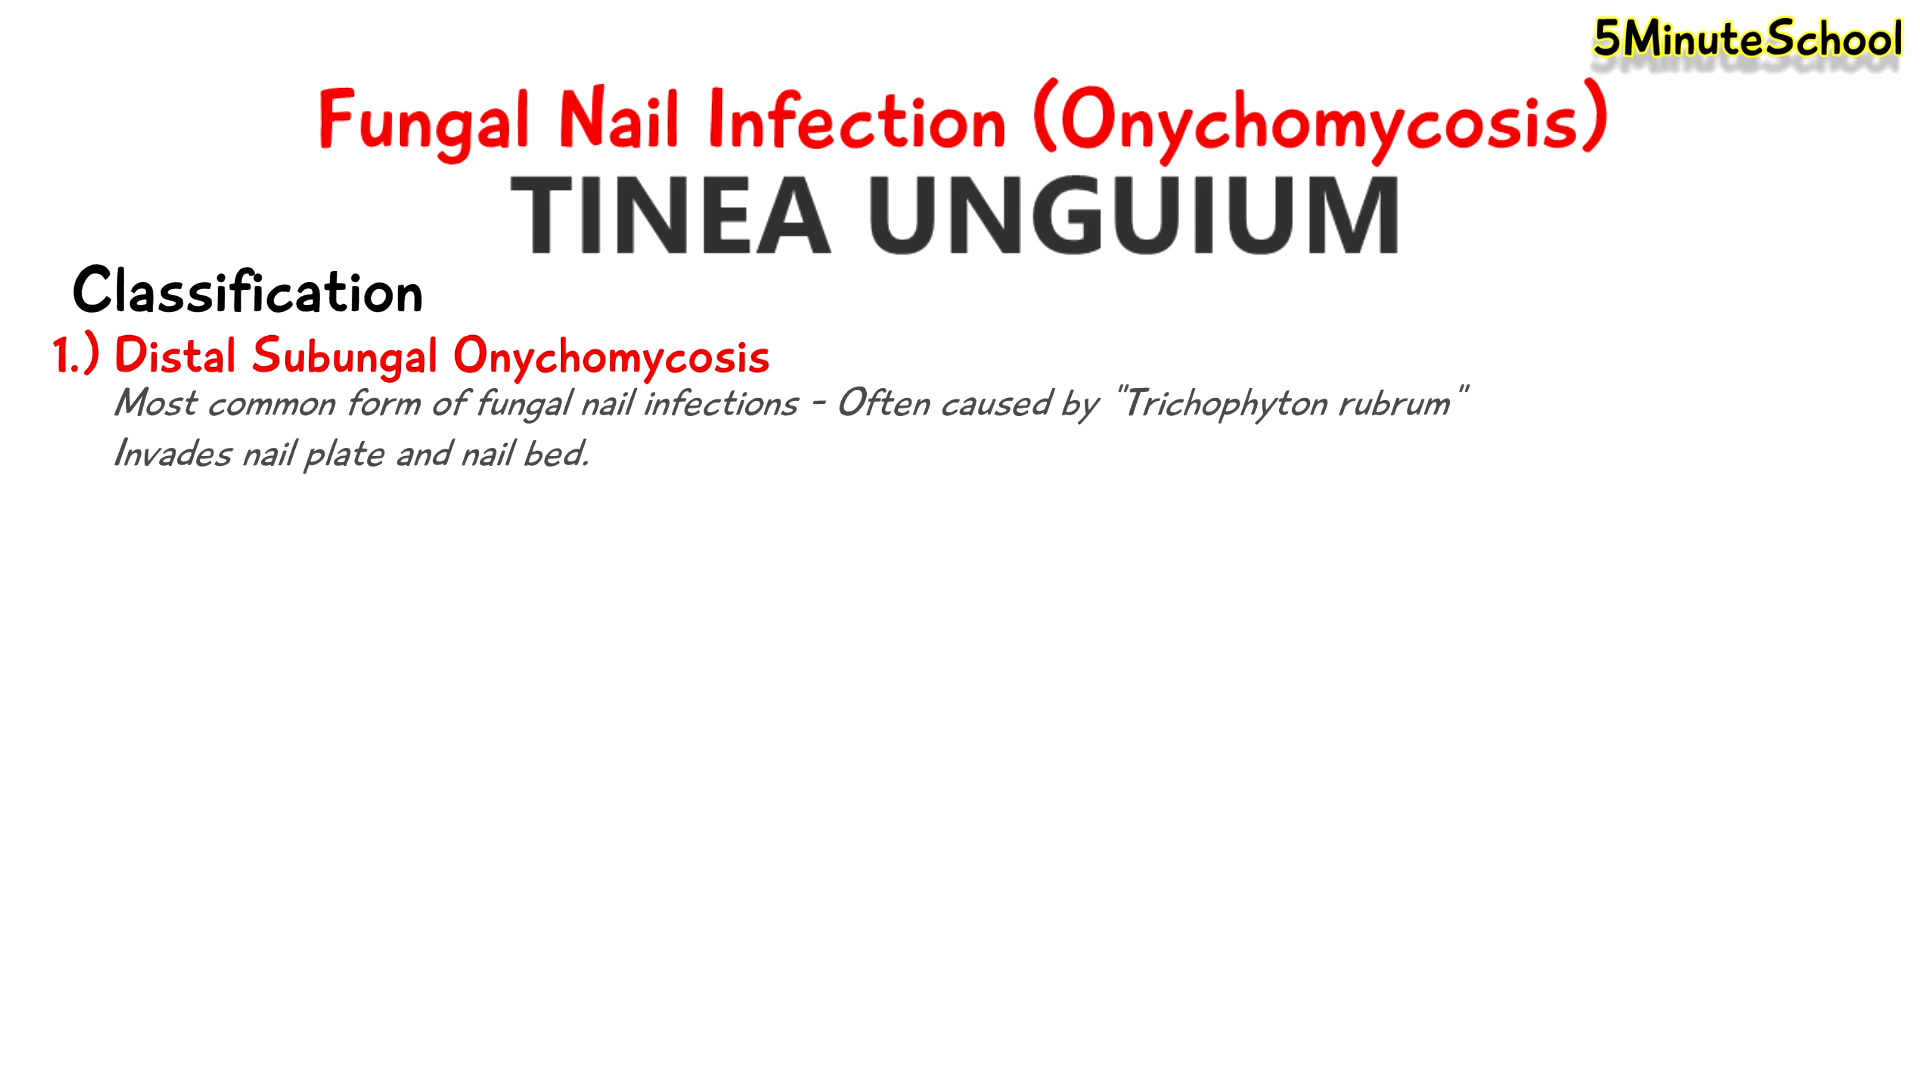 5MinuteSchool
Fungal Nail Infection (Onychomycosis)
TINEA UNGUIUM
Classification
1.) Distal Subungal Onychomycosis
Most common form of fungal nail infections - Often caused by "Trichophyton rubrum"
Invades nail plate and nail bed.